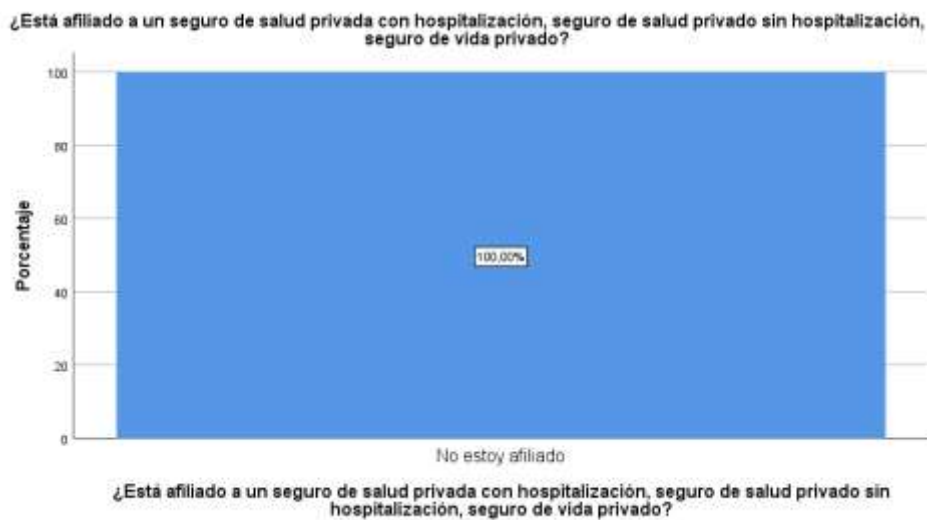 ¿Está afiliado a un seguro de salud privada con hospitalización, seguro de salud privado sin hospitalización,
seguro de vida privado?
100
80
60
40
20
0
Porcentaje
100,00%
No estoy afiliado
¿Está afiliado a un seguro de salud privada con hospitalización, seguro de salud privado sin
hospitalización, seguro de vida privado?